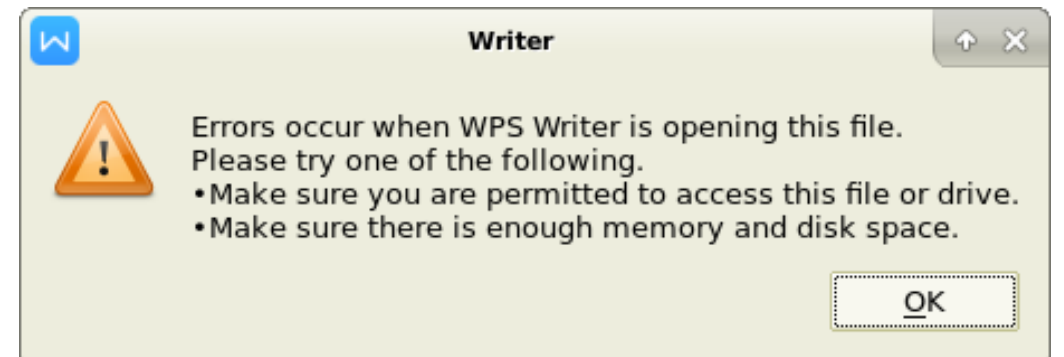 Writer
Errors occur when WPS Writer is opening this file.
Please try one of the following.
•Make sure you are permitted to access this file or drive.
•Make sure there is enough memory and disk space.
OK